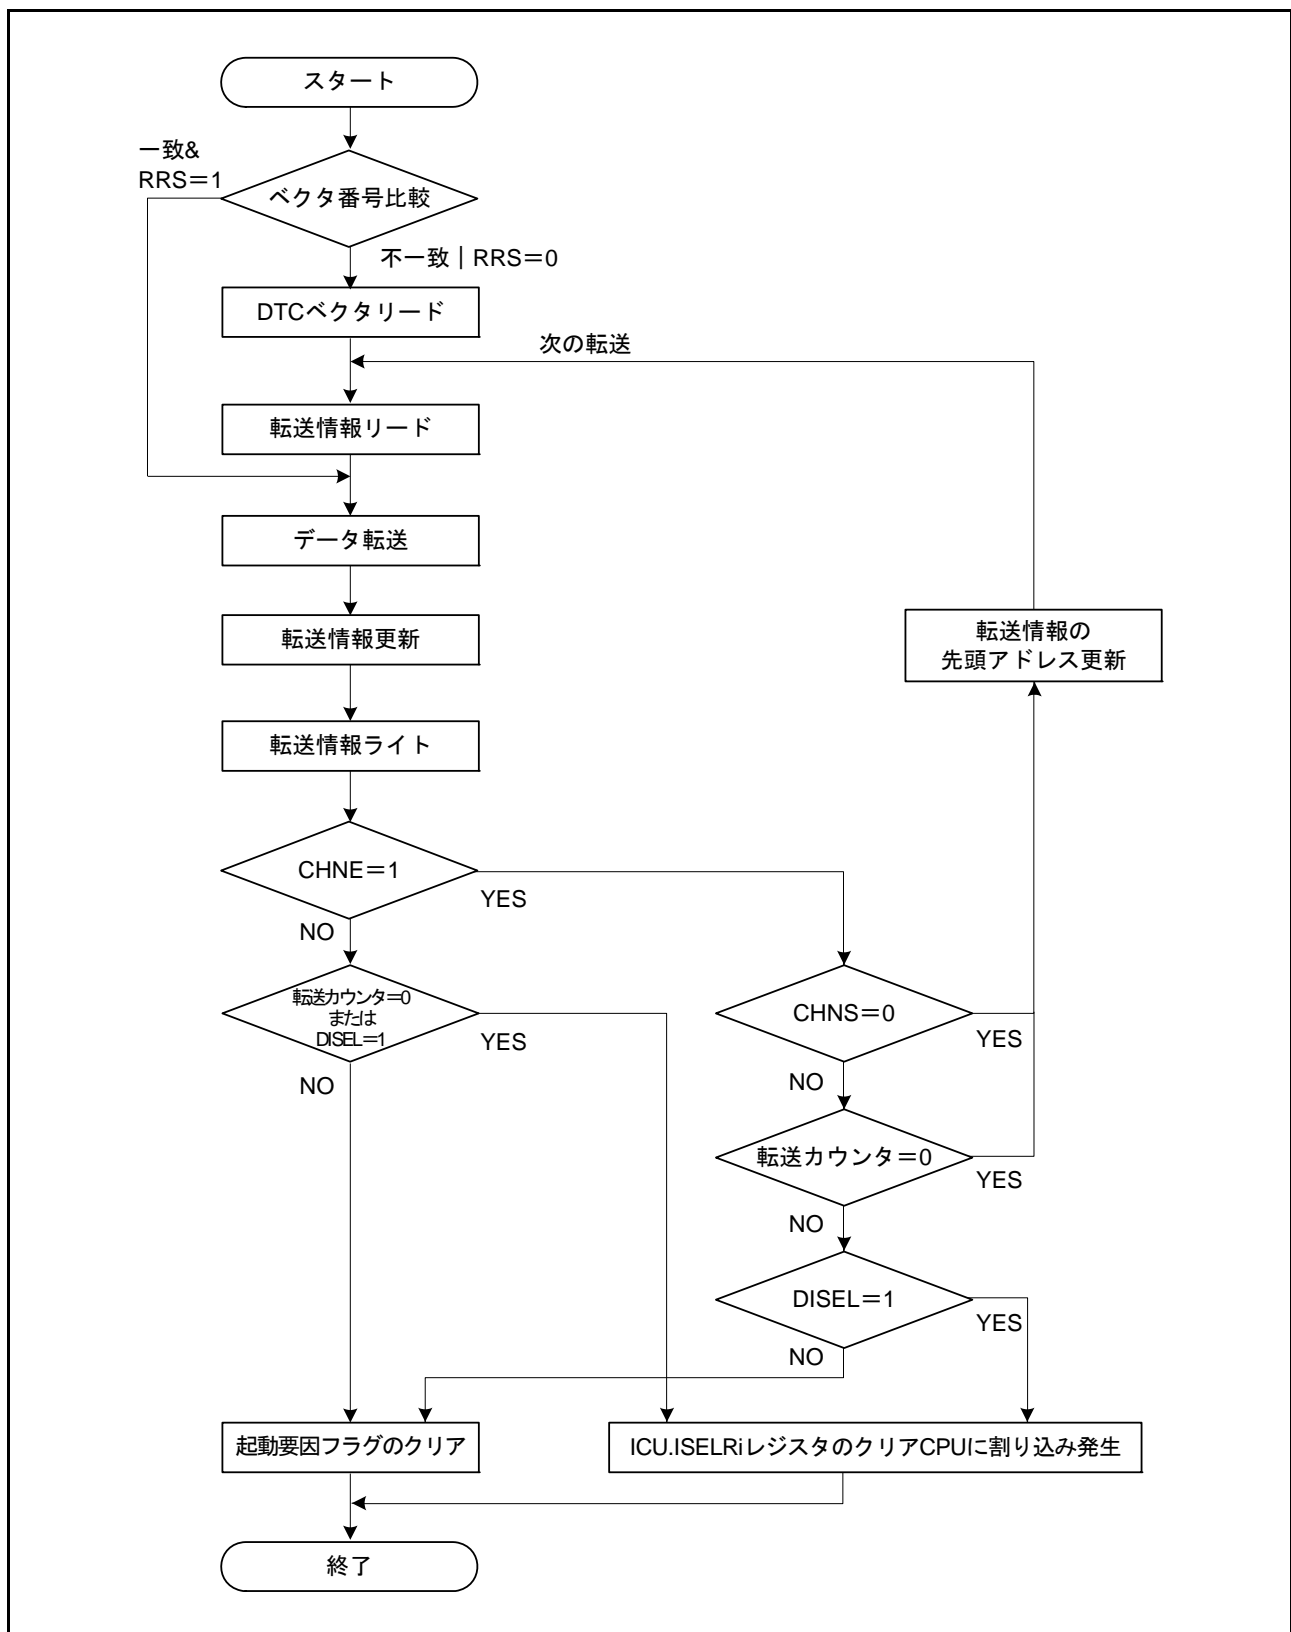 スタート
一致&
RRS＝1
ベクタ番号比較
不一致｜RRS＝0
DTCベクタリード
次の転送
転送情報リード
データ転送
転送情報更新
転送情報の
先頭アドレス更新
転送情報ライト
CHNE＝1
YES
NO
転送カウンタ＝0
または
DISEL＝1
YES
NO
CHNS＝0
YES
NO
転送カウンタ＝0
YES
NO
DISEL＝1
YES
NO
起動要因フラグのクリア
ICU.ISELRiレジスタのクリアCPUに割り込み発生
終了